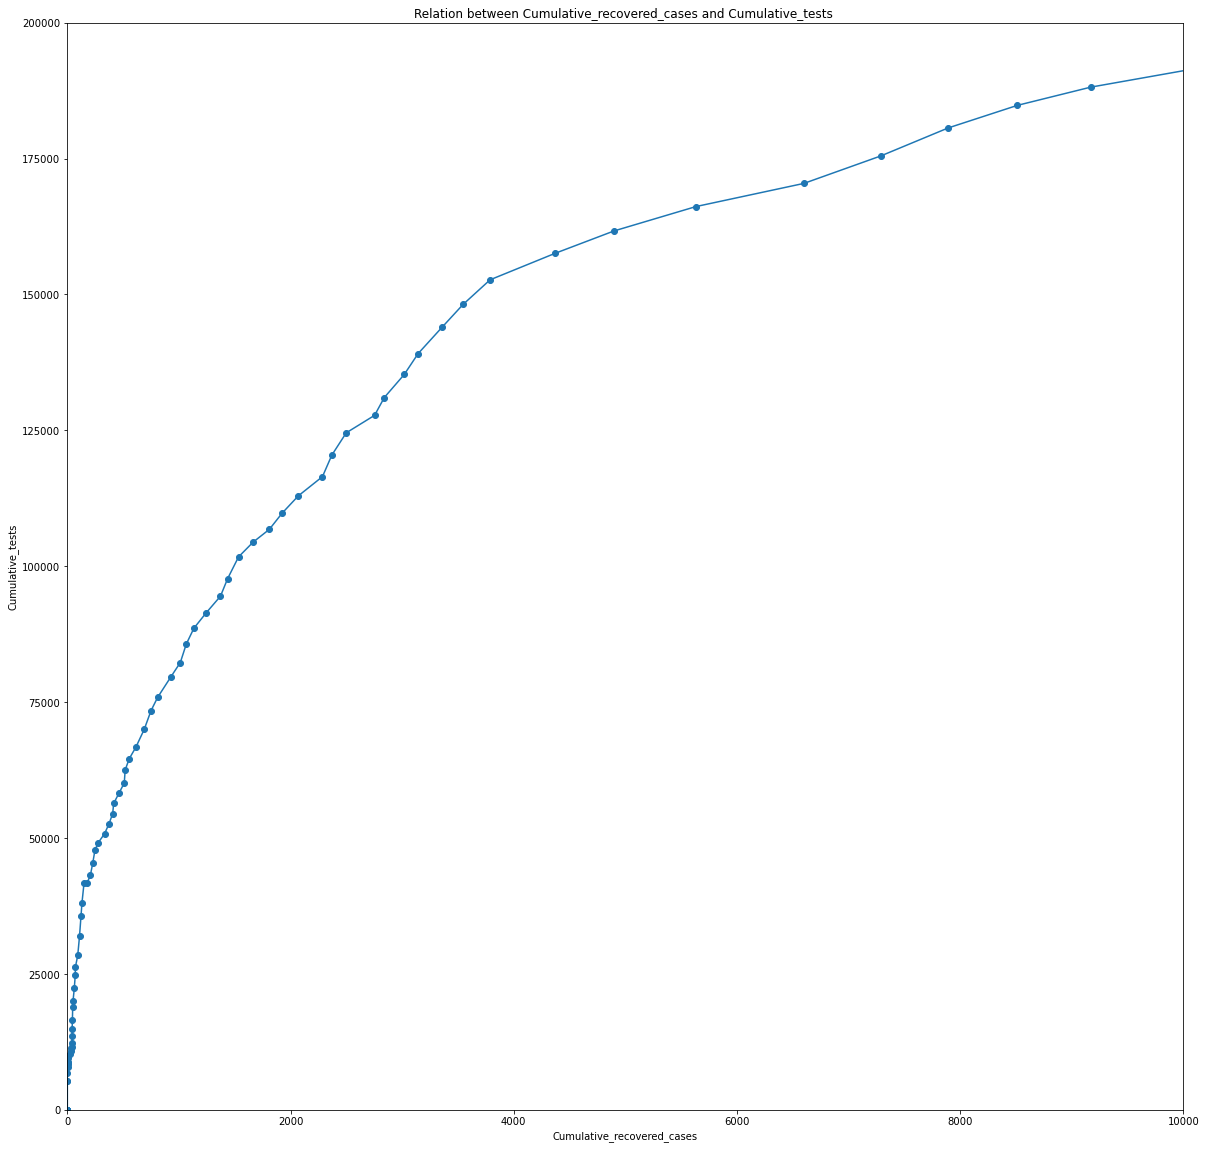 Relation between Cumulative_recovered_cases and Cumulative_tests
200000
175000
150000
125000
100000
75000
50000
25000
0
Cumulative_tests
0 2000 4000 6000 8000 10000
Cumulative_recovered_cases